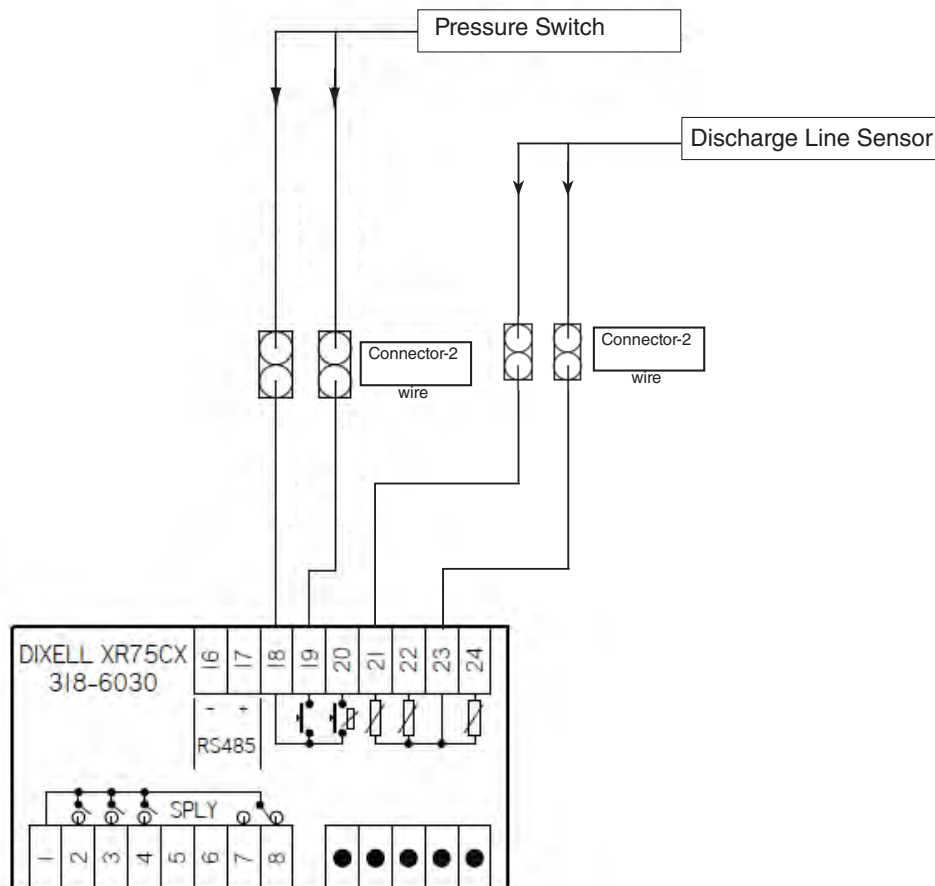 Pressure Switch
Discharge Line Sensor
Connector-2
wire
Connector-2
wire
DIXELL XR75CX
318-6030
16 17 18 19 20 21 22 23 24
- +
RS485
SPLY
1 2 3 4 5 6 7 8